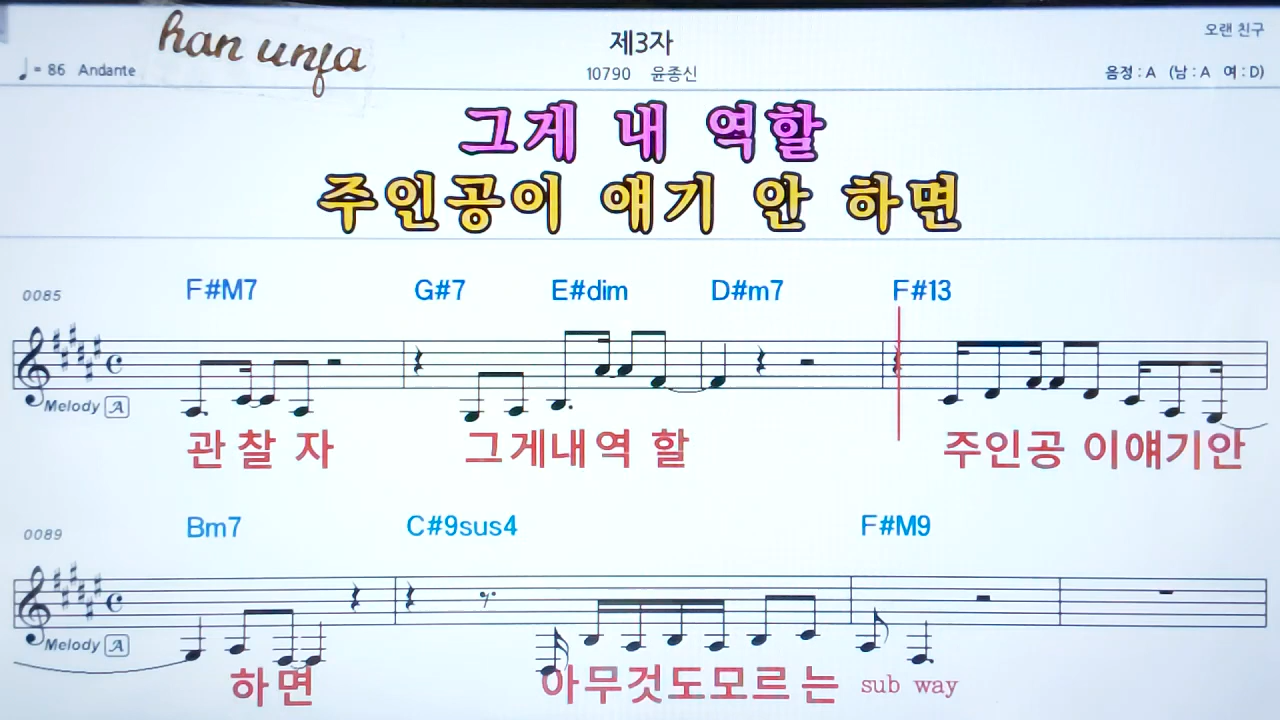 han unja
제3자
오랜 친구
♩= 86 Andante
10790 윤종신
음정 : A (남 : A 여 : D)
그게 내 역할
주인공이 얘기 안 하면
0085 F#M7 G#7 E#dim D#m7 F#13
Melody A
관 찰 자 그게내역 할 주인공 이얘기안
0089 Bm7 C#9sus4 F#M9
Melody A
하면 아무것도모르 는 sub way